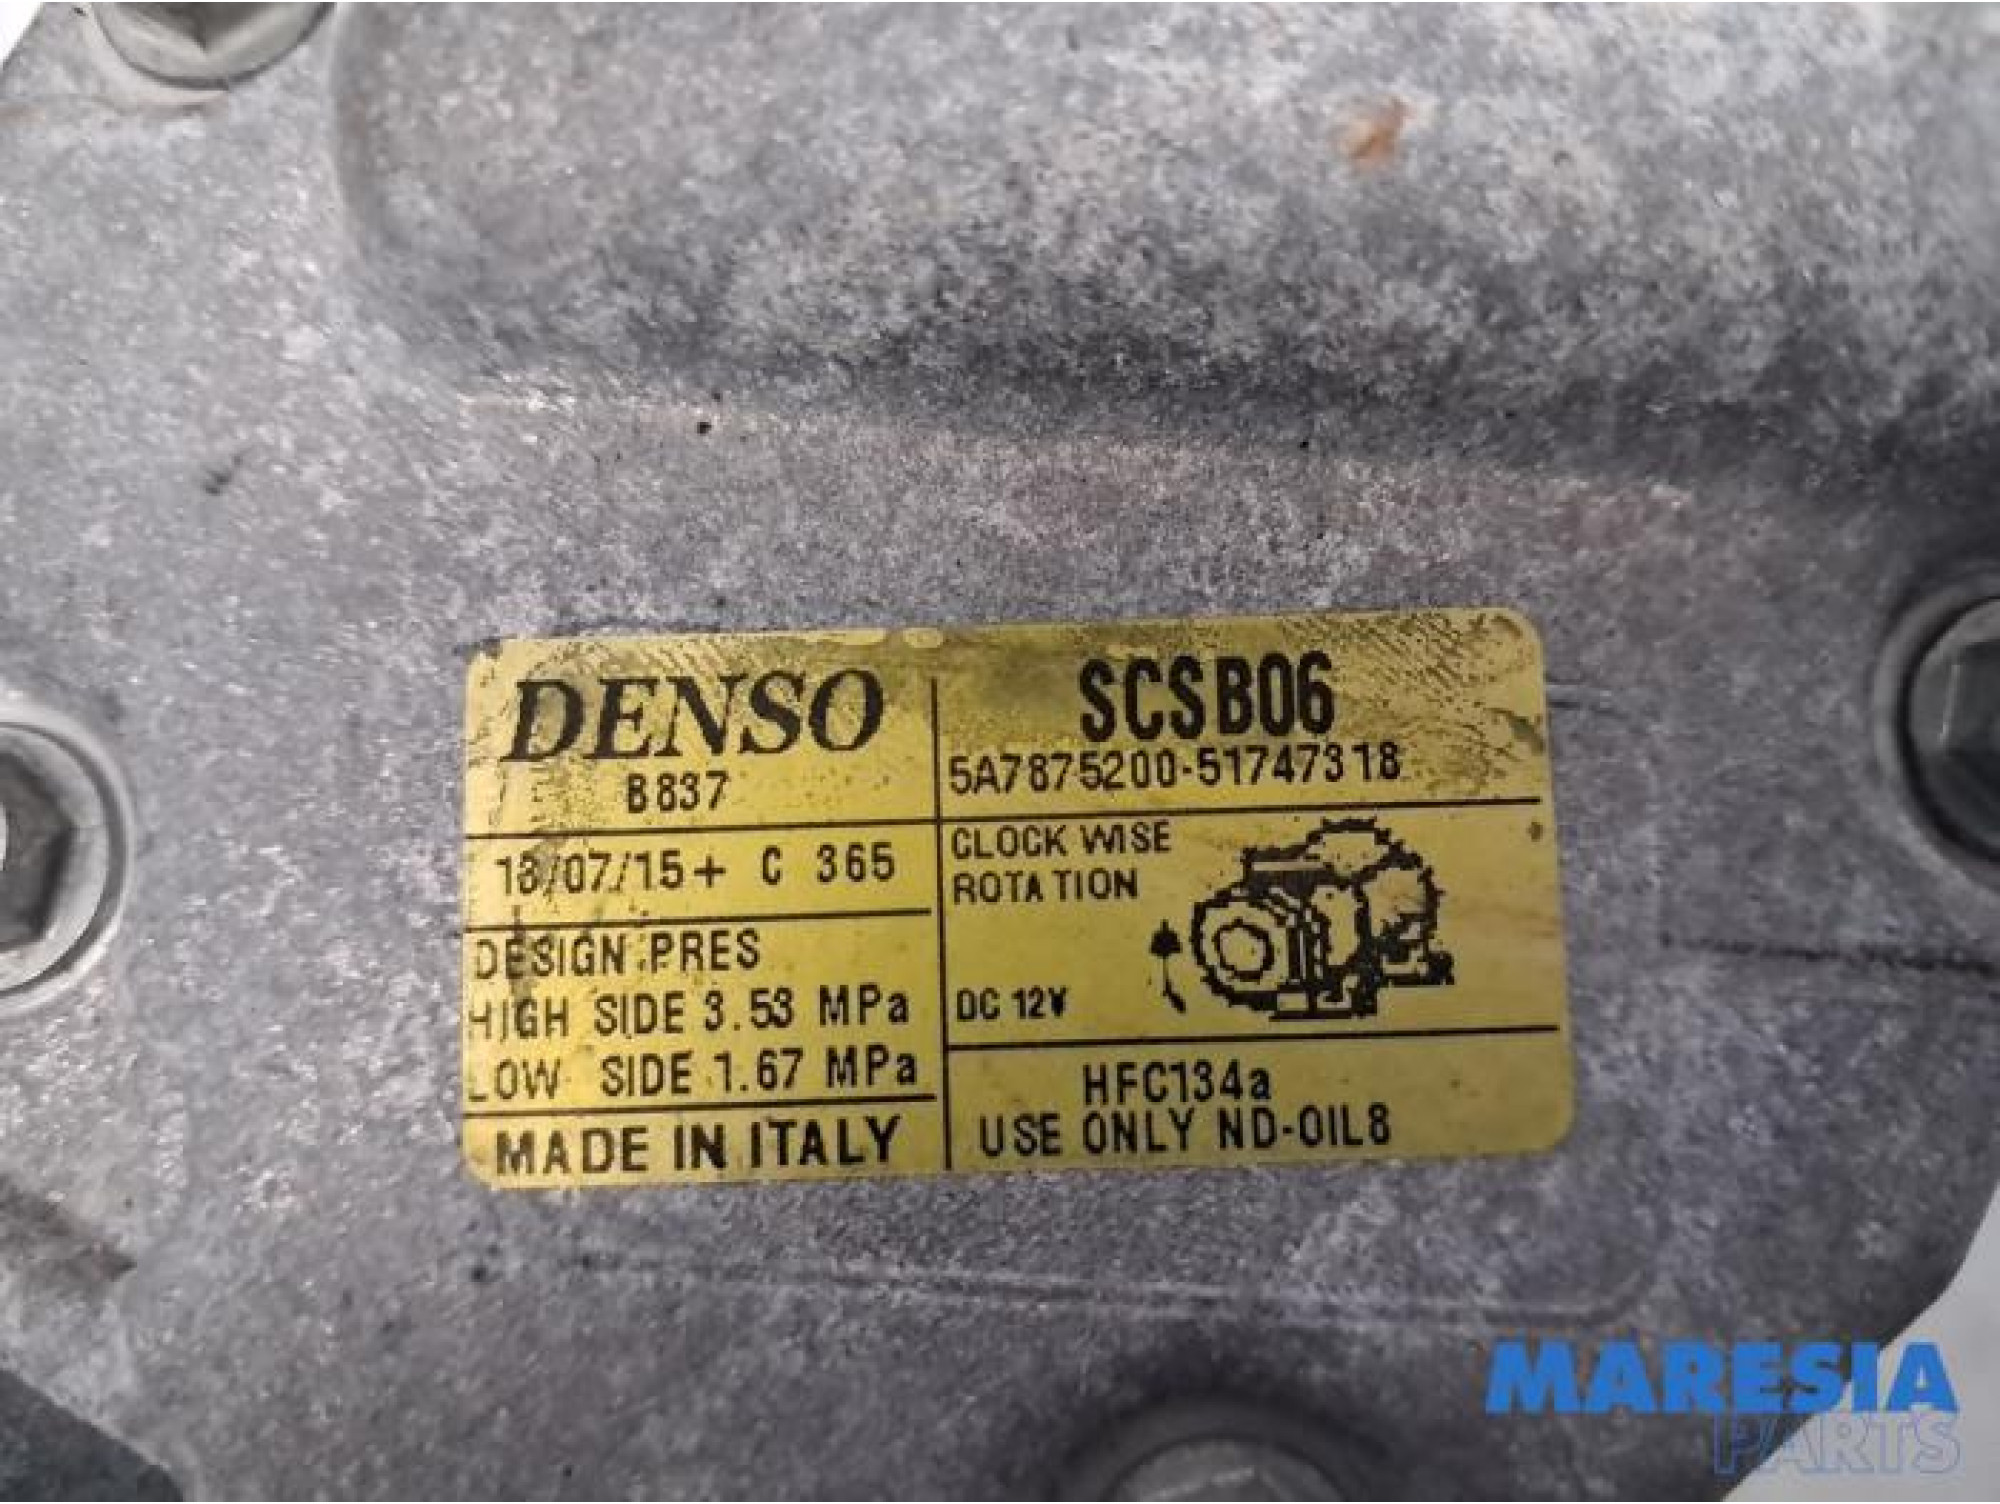 DENSO
B837
SCSB06
5A7875200-51747318
13/07/15+ C 365
CLOCK WISE
ROTATION
DC 12V
DESIGN PRES
HIGH SIDE 3.53 MPa
LOW SIDE 1.67 MPa
MADE IN ITALY
HFC134a
USE ONLY ND-OIL8
MARESIA
PARTS